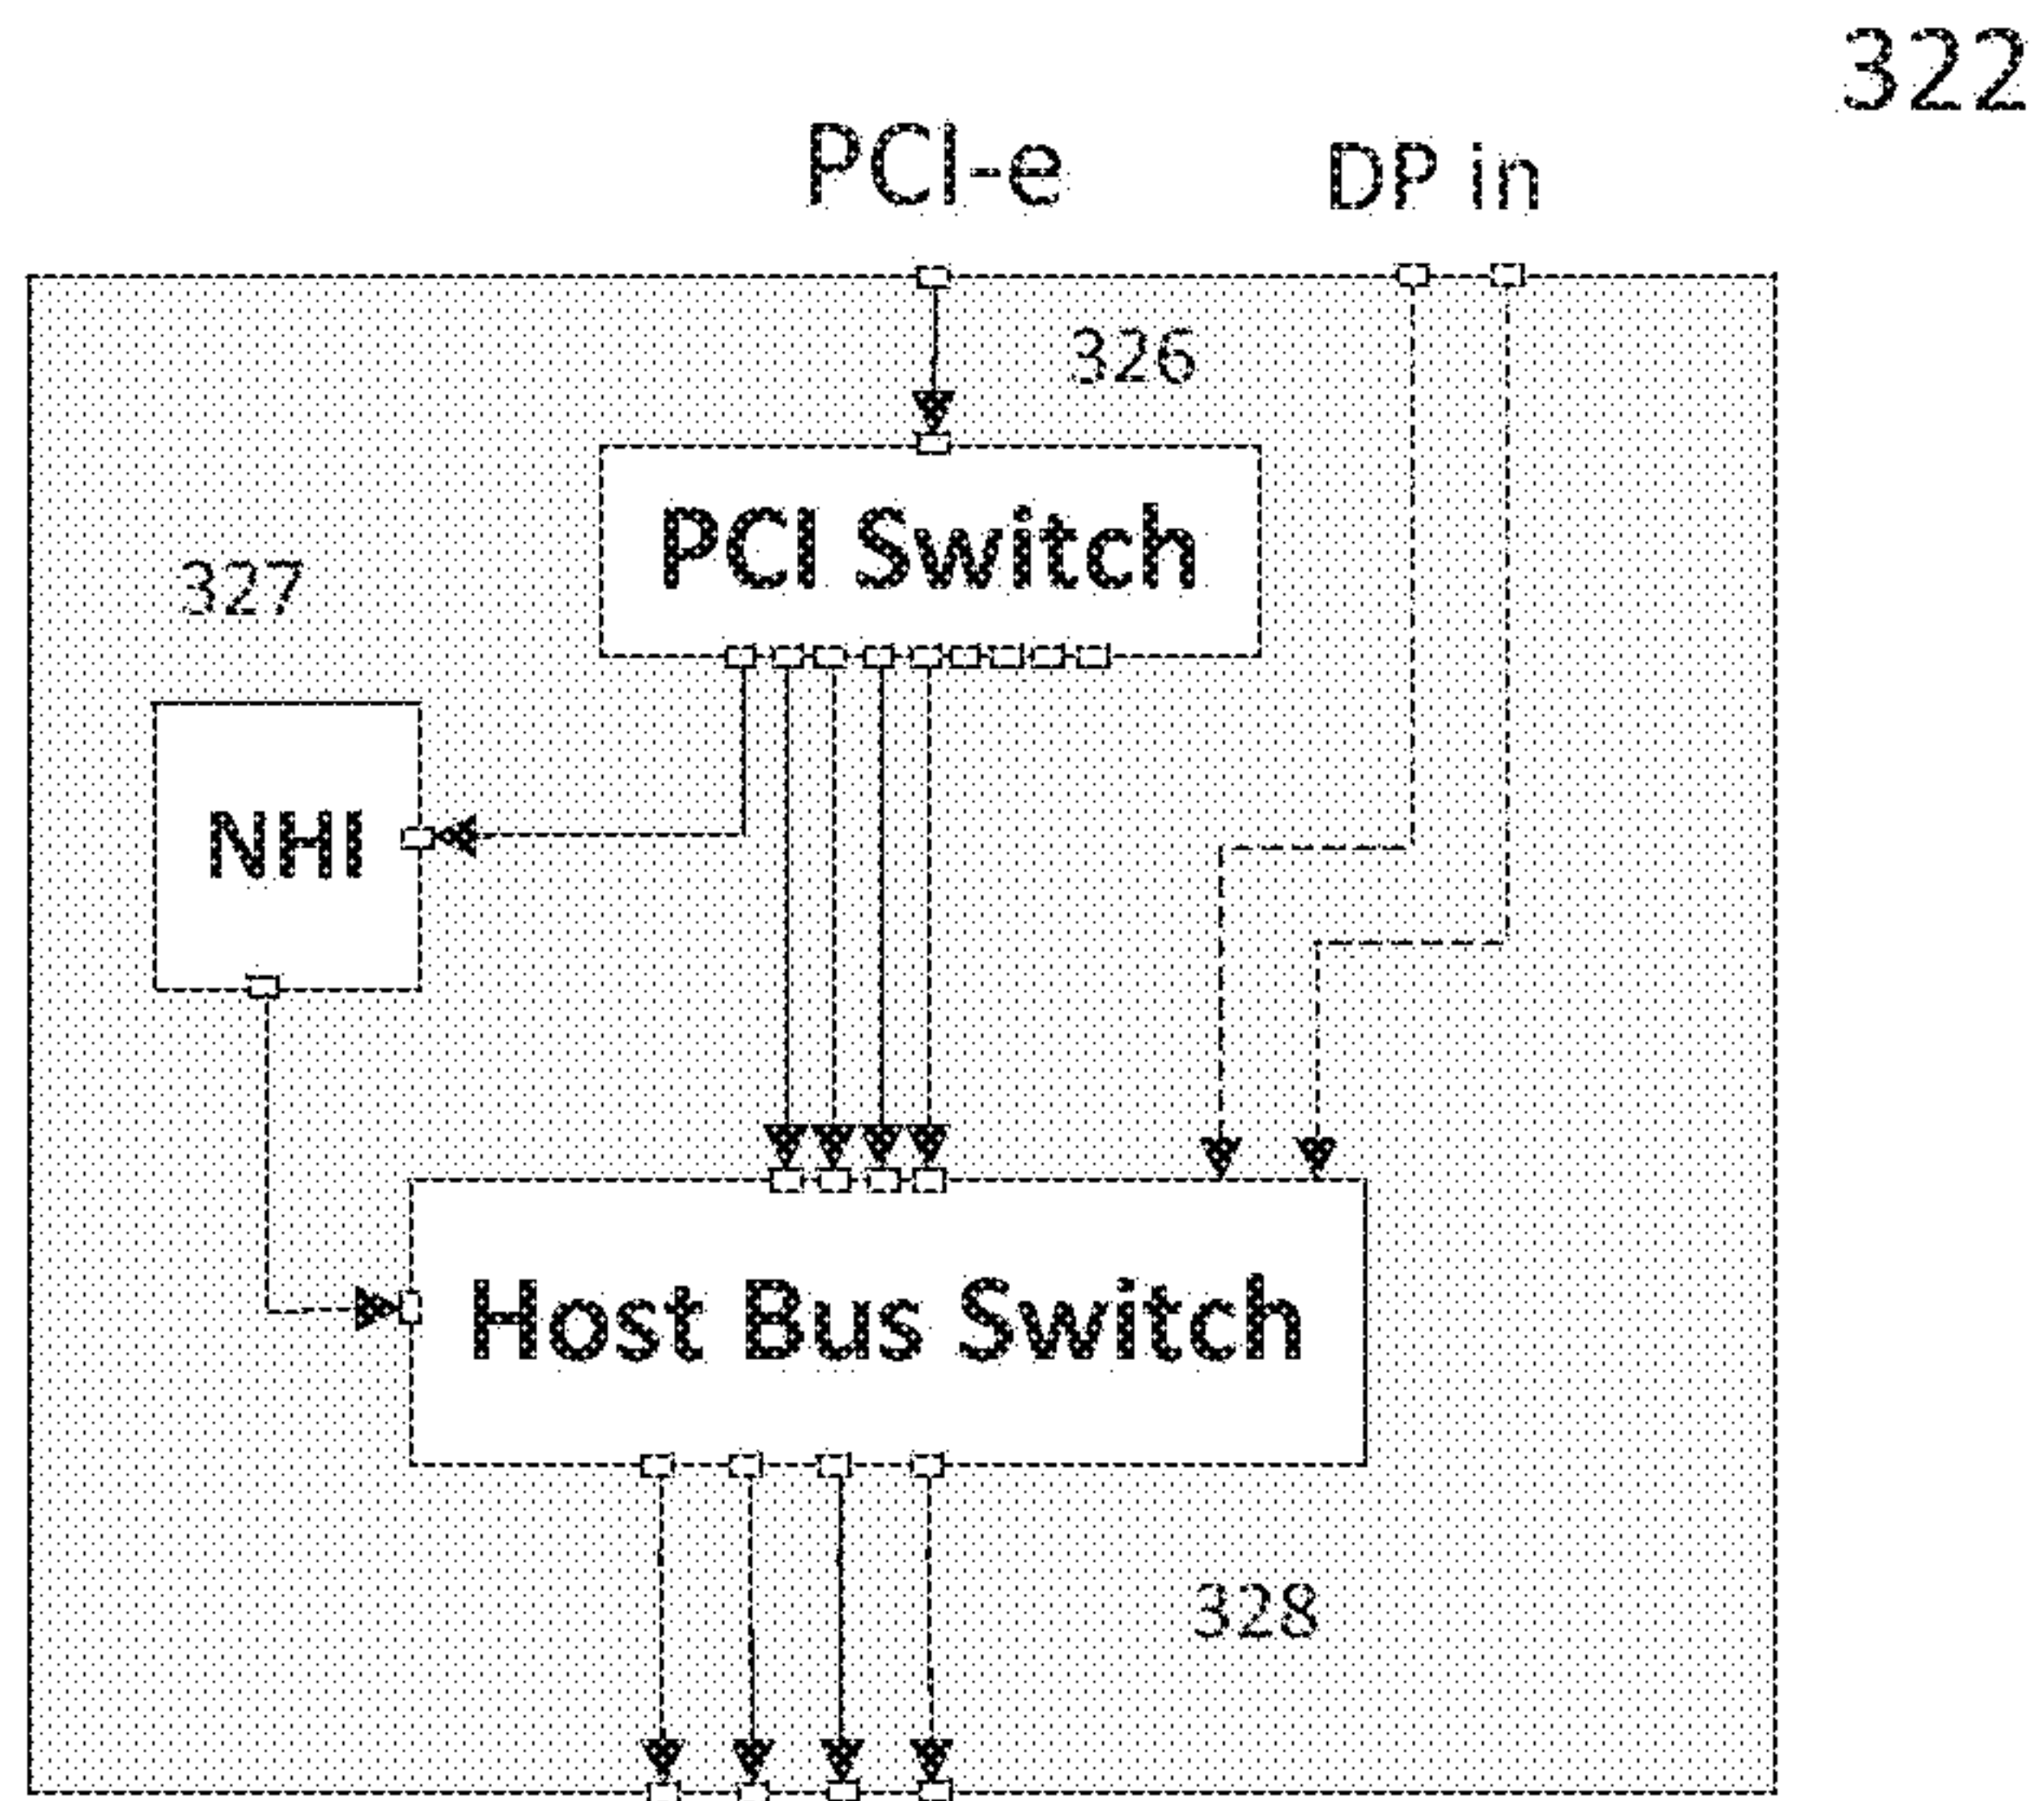 322
PCI-e
DP in
326
PCI Switch
327
NHI
Host Bus Switch
328